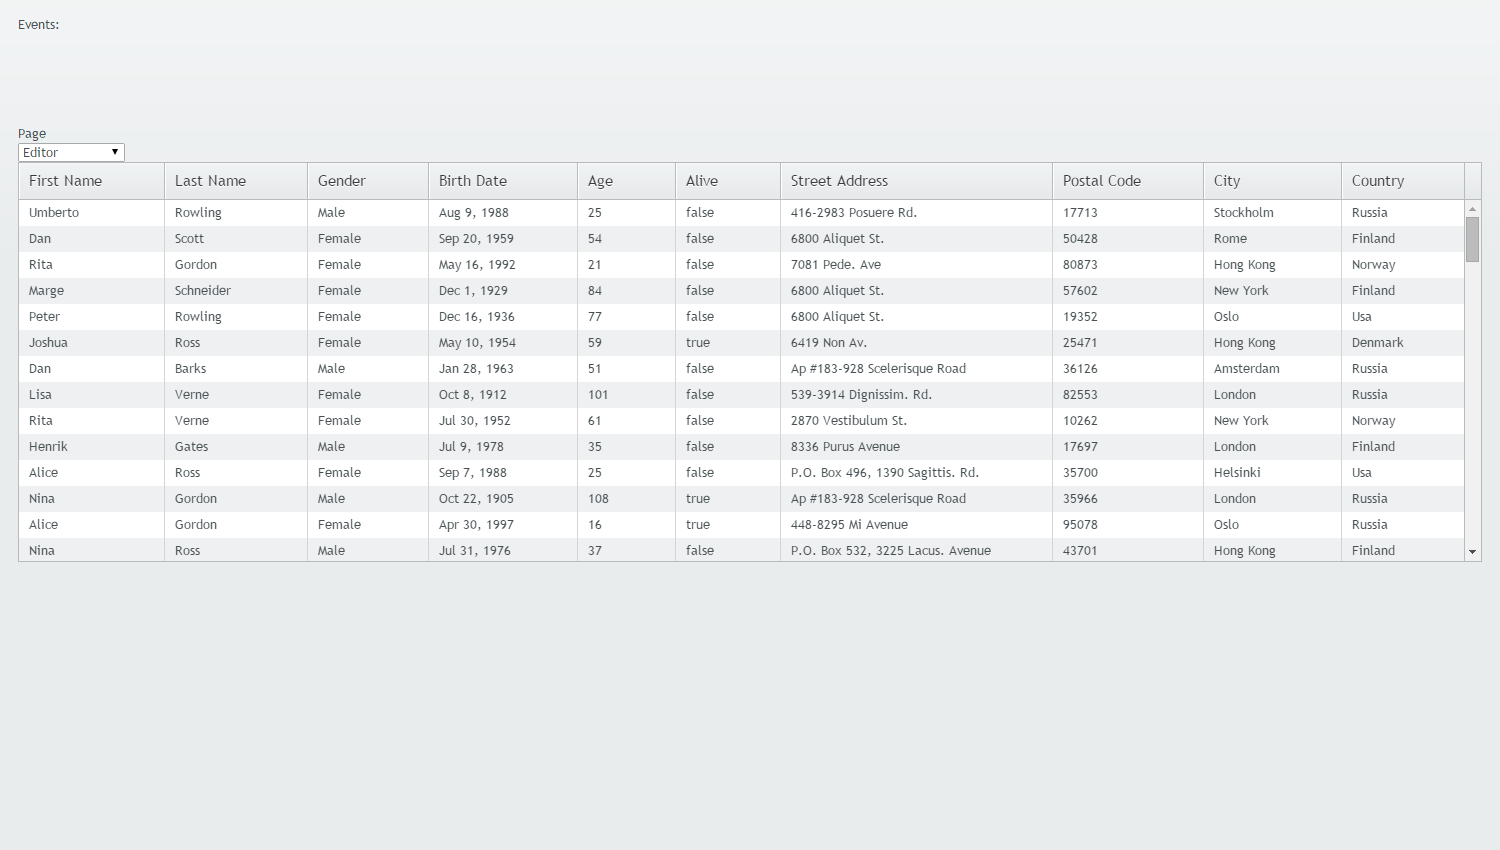 Events:
Page
Editor
First Name Last Name Gender Birth Date Age Alive Street Address Postal Code City Country
Umberto Rowling Male Aug 9, 1988 25 false 416-2983 Posuere Rd. 17713 Stockholm Russia
Dan Scott Female Sep 20, 1959 54 false 6800 Aliquet St. 50428 Rome Finland
Rita Gordon Female May 16, 1992 21 false 7081 Pede. Ave 80873 Hong Kong Norway
Marge Schneider Female Dec 1, 1929 84 false 6800 Aliquet St. 57602 New York Finland
Peter Rowling Female Dec 16, 1936 77 false 6800 Aliquet St. 19352 Oslo Usa
Joshua Ross Female May 10, 1954 59 true 6419 Non Av. 25471 Hong Kong Denmark
Dan Barks Male Jan 28, 1963 51 false Ap #183-928 Scelerisque Road 36126 Amsterdam Russia
Lisa Verne Female Oct 8, 1912 101 false 539-3914 Dignissim. Rd. 82553 London Russia
Rita Verne Female Jul 30, 1952 61 false 2870 Vestibulum St. 10262 New York Norway
Henrik Gates Male Jul 9, 1978 35 false 8336 Purus Avenue 17697 London Finland
Alice Ross Female Sep 7, 1988 25 false P.O. Box 496, 1390 Sagittis. Rd. 35700 Helsinki Usa
Nina Gordon Male Oct 22, 1905 108 true Ap #183-928 Scelerisque Road 35966 London Russia
Alice Gordon Female Apr 30, 1997 16 true 448-8295 Mi Avenue 95078 Oslo Russia
Nina Ross Male Jul 31, 1976 37 false P.O. Box 532, 3225 Lacus. Avenue 43701 Hong Kong Finland